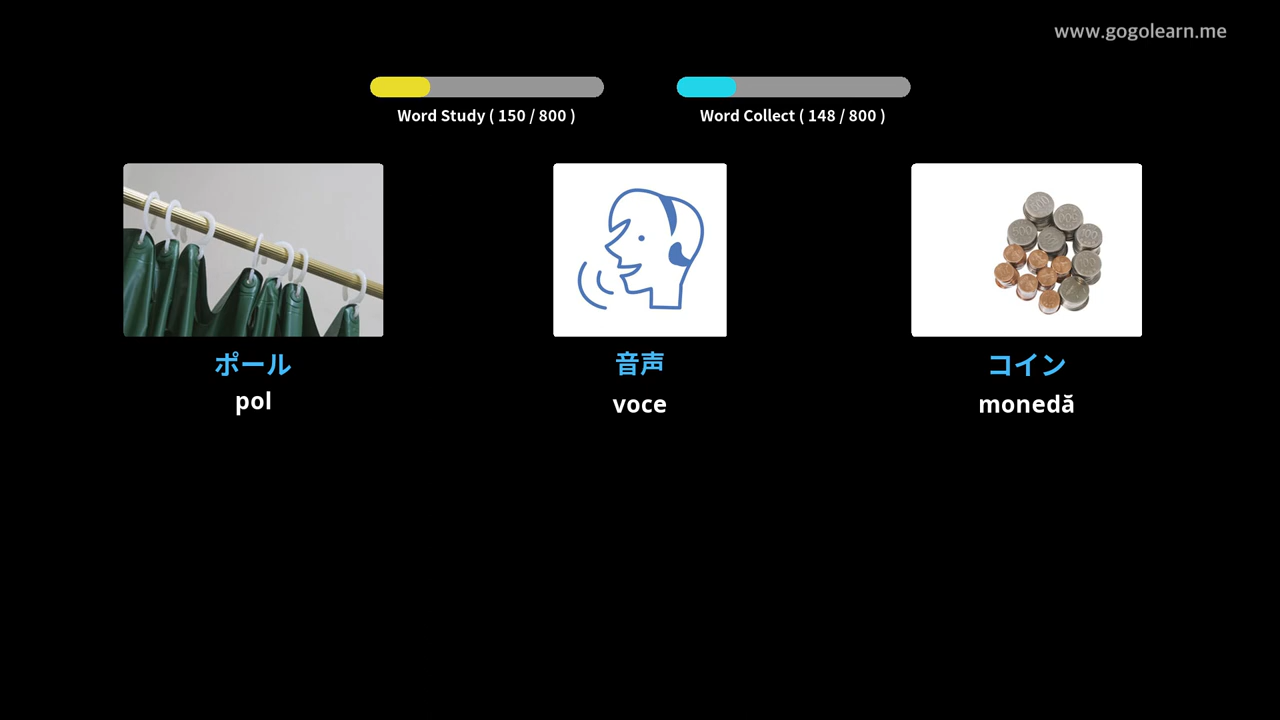 www.gogolearn.me
Word Study ( 150 / 800 )
Word Collect ( 148 / 800 )
ポール
pol
音声
voce
コイン
monedă